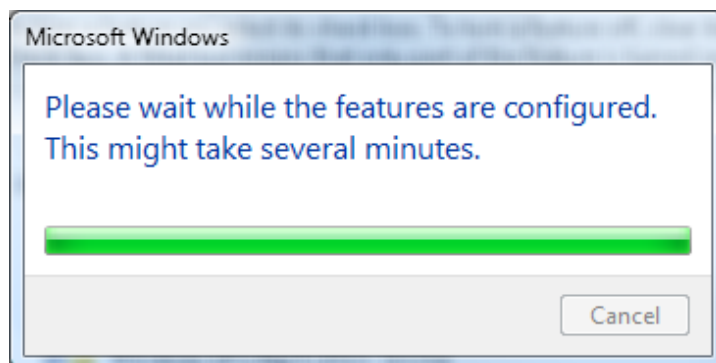 Microsoft Windows
Please wait while the features are configured.
This might take several minutes.
Cancel